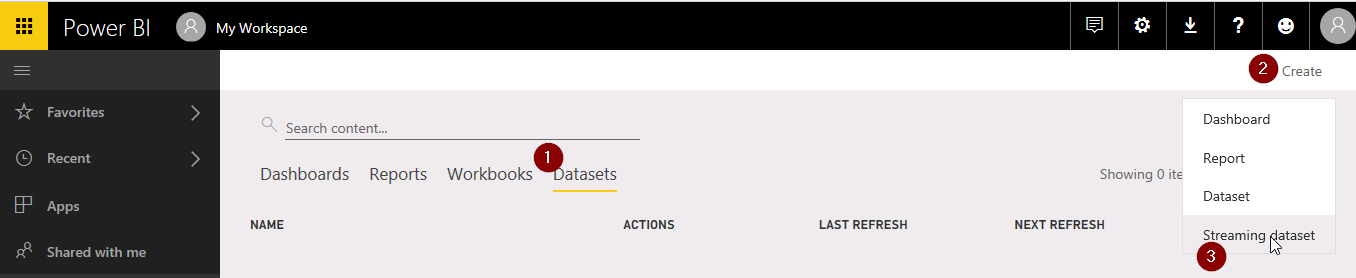 Power BI My Workspace ?
2 Create
Favorites
Search content...
Dashboard
Recent
Report
1
Dashboards Reports Workbooks Datasets
Showing 0 ite
Dataset
Apps
NAME ACTIONS LAST REFRESH NEXT REFRESH
Streaming dataset
Shared with me
3